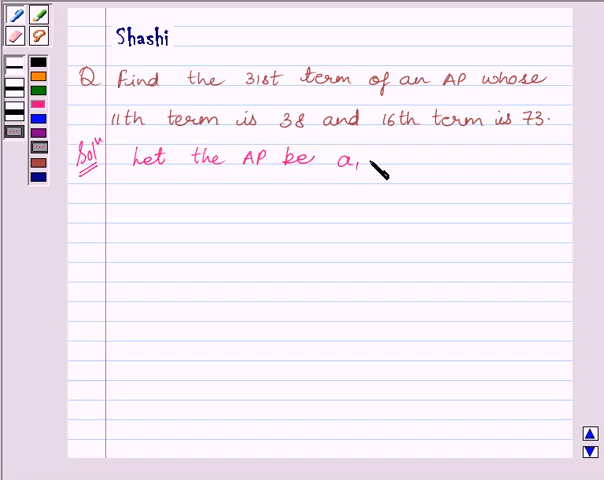 Shashi
Q Find the 31st term of an AP whose
11th term is 38 and 16th term is 73.
Solⁿ Let the AP be a,